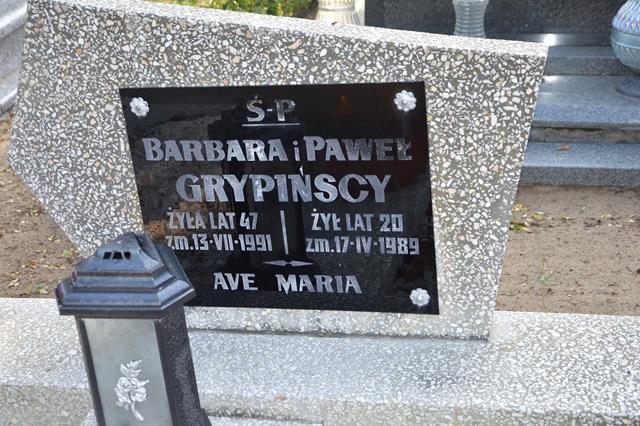 Ś-P
BARBARA i PAWEŁ
GRYPIŃSCY
ŻYŁA LAT 47 ŻYŁ LAT 20
zm.13-VII-1991 zm.17-IV-1989
AVE MARIA